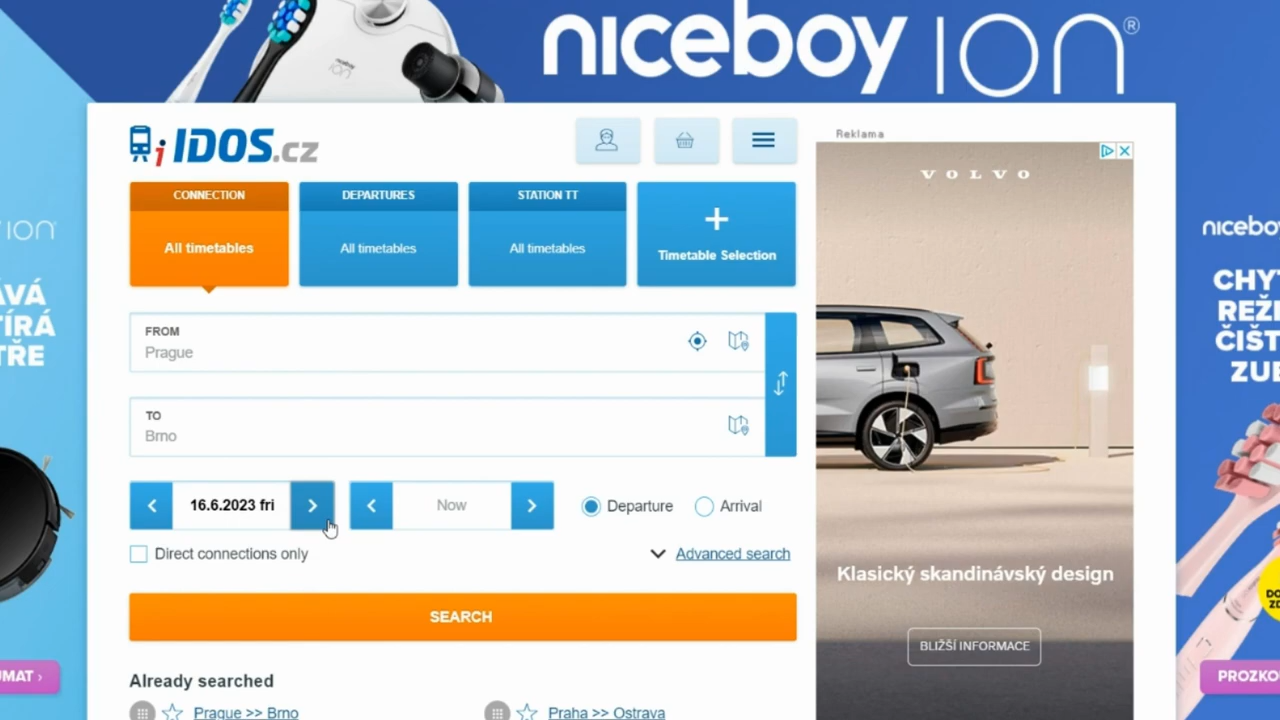 niceboy ION®
IDOS.cz
Reklama
VOLVO
CONNECTION
All timetables
DEPARTURES
All timetables
STATION TT
All timetables
+
Timetable Selection
ION
ÁVÁ
TÍRÁ
TŘE
UMAT ›
FROM
Prague
TO
Brno
16.6.2023 fri
Now
Departure
Arrival
Direct connections only
Advanced search
SEARCH
Already searched
Prague >> Brno
Praha >> Ostrava
Klasický skandinávský design
BLIŽŠÍ INFORMACE
niceboy
CHYT
REŽI
ČIŠT
ZUB
DO
PROZKO